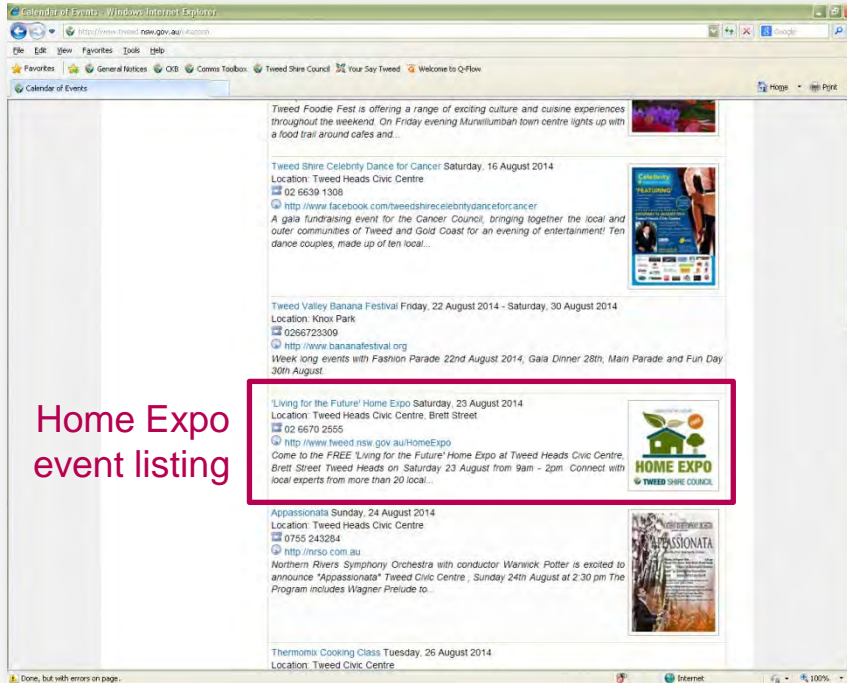 Calendar of Events - Windows Internet Explorer
http://www.tweed.nsw.gov.au/
Google
File Edit View Favorites Tools Help
Favorites General Notices CKB Comms Toolbox Tweed Shire Council Your Say Tweed Welcome to Q-Flow
Calendar of Events
Home Print
Tweed Foodie Fest is offering a range of exciting culture and cuisine experiences
throughout the weekend. On Friday evening Murwillumbah town centre lights up with
a food trail around cafes and...
Tweed Shire Celebrity Dance for Cancer Saturday, 16 August 2014
Location: Tweed Heads Civic Centre
02 6639 1308
http://www.facebook.com/tweedshirecelebritydanceforcancer
A gala fundraising event for the Cancer Council, bringing together the local and
outer communities of Tweed and Gold Coast for an evening of entertainment! Ten
dance couples, made up of ten local...
Celebrity
FEATURING
Tweed Valley Banana Festival Friday, 22 August 2014 - Saturday, 30 August 2014
Location: Knox Park
0266723309
http://www.bananafestival.org
Week long events with Fashion Parade 22nd August 2014, Gala Dinner 28th, Main Parade and Fun Day
30th August.
Home Expo
event listing
'Living for the Future' Home Expo Saturday, 23 August 2014
Location: Tweed Heads Civic Centre, Brett Street
02 6670 2555
http://www.tweed.nsw.gov.au/HomeExpo
Come to the FREE 'Living for the Future' Home Expo at Tweed Heads Civic Centre,
Brett Street Tweed Heads on Saturday 23 August from 9am - 2pm. Connect with
local experts from more than 20 local...
HOME EXPO
TWEED SHIRE COUNCIL
Appassionata Sunday, 24 August 2014
Location: Tweed Heads Civic Centre
0755 243284
http://nrso.com.au
Northern Rivers Symphony Orchestra with conductor Warwick Potter is excited to
announce "Appassionata" Tweed Civic Centre , Sunday 24th August at 2:30 pm The
Program includes Wagner Prelude to...
APPASSIONATA
Thermomix Cooking Class Tuesday, 26 August 2014
Location: Tweed Civic Centre
Done, but with errors on page.
Internet
100%